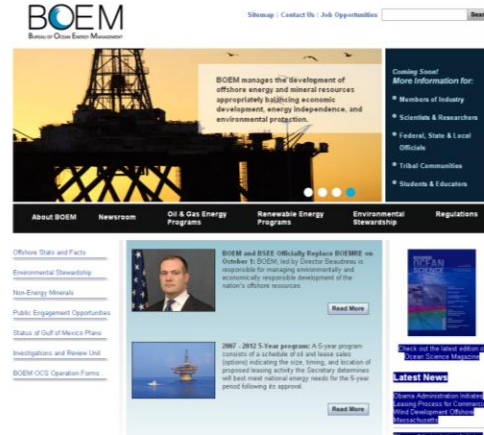 BOEM
BUREAU OF OCEAN ENERGY MANAGEMENT
Sitemap | Contact Us | Job Opportunities
BOEM manages the development of
offshore energy and mineral resources
appropriately balancing economic
development, energy independence, and
environmental protection.
Coming Soon!
More Information for:
Members of Industry
Scientists & Researchers
Federal, State & Local
Officials
Tribal Communities
Students & Educators
About BOEM
Newsroom
Oil & Gas Energy
Programs
Renewable Energy
Programs
Environmental
Stewardship
Regulations
Offshore Stats and Facts
Environmental Stewardship
Non-Energy Minerals
Public Engagement Opportunities
Status of Gulf of Mexico Plans
Investigations and Review Unit
BOEM OCS Operation Forms
BOEM and BSEE Officially Replace BOEMRE on
October 1: BOEM, led by Director Beaudreau is
responsible for managing environmentally and
economically responsible development of the
nation's offshore resources.
Read More
2007 - 2012 5-Year program: A 5-year program
consists of a schedule of oil and lease sales
(options) indicating the size, timing, and location of
proposed leasing activity the Secretary determines
will best meet national energy needs for the 5-year
period following its approval.
Read More
OCEAN
SCIENCE
Check out the latest edition
Ocean Science Magazine
Latest News
Obama Administration Initiates
Leasing Process for
Wind Development Offshore
Massachusetts